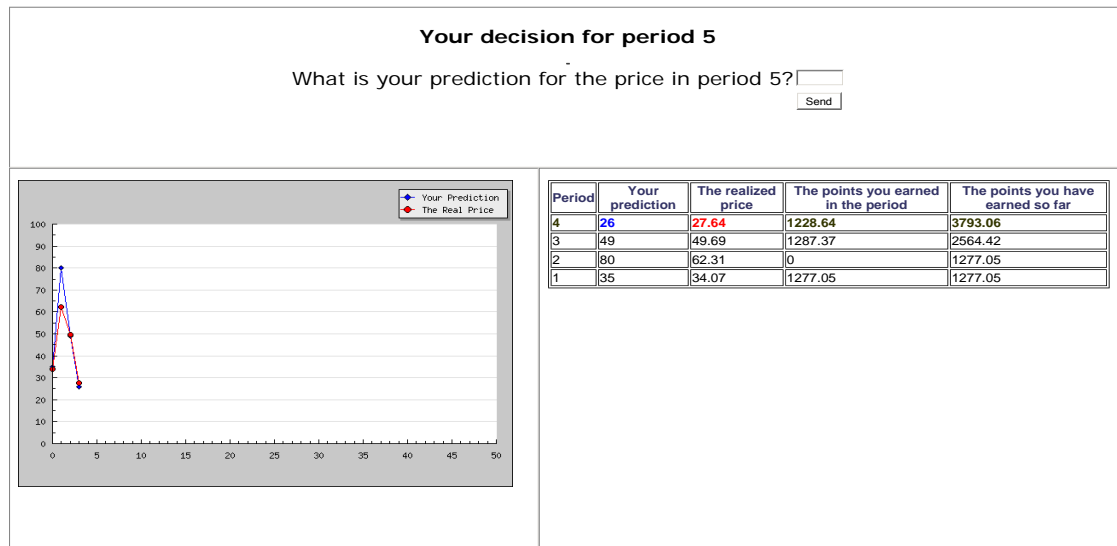 Your decision for period 5
-
What is your prediction for the price in period 5?
Send
Your Prediction
The Real Price
100
90
80
70
60
50
40
30
20
10
0
0 5 10 15 20 25 30 35 40 45 50
Period Your prediction The realized price The points you earned in the period The points you have earned so far
4 26 27.64 1228.64 3793.06
3 49 49.69 1287.37 2564.42
2 80 62.31 0 1277.05
1 35 34.07 1277.05 1277.05